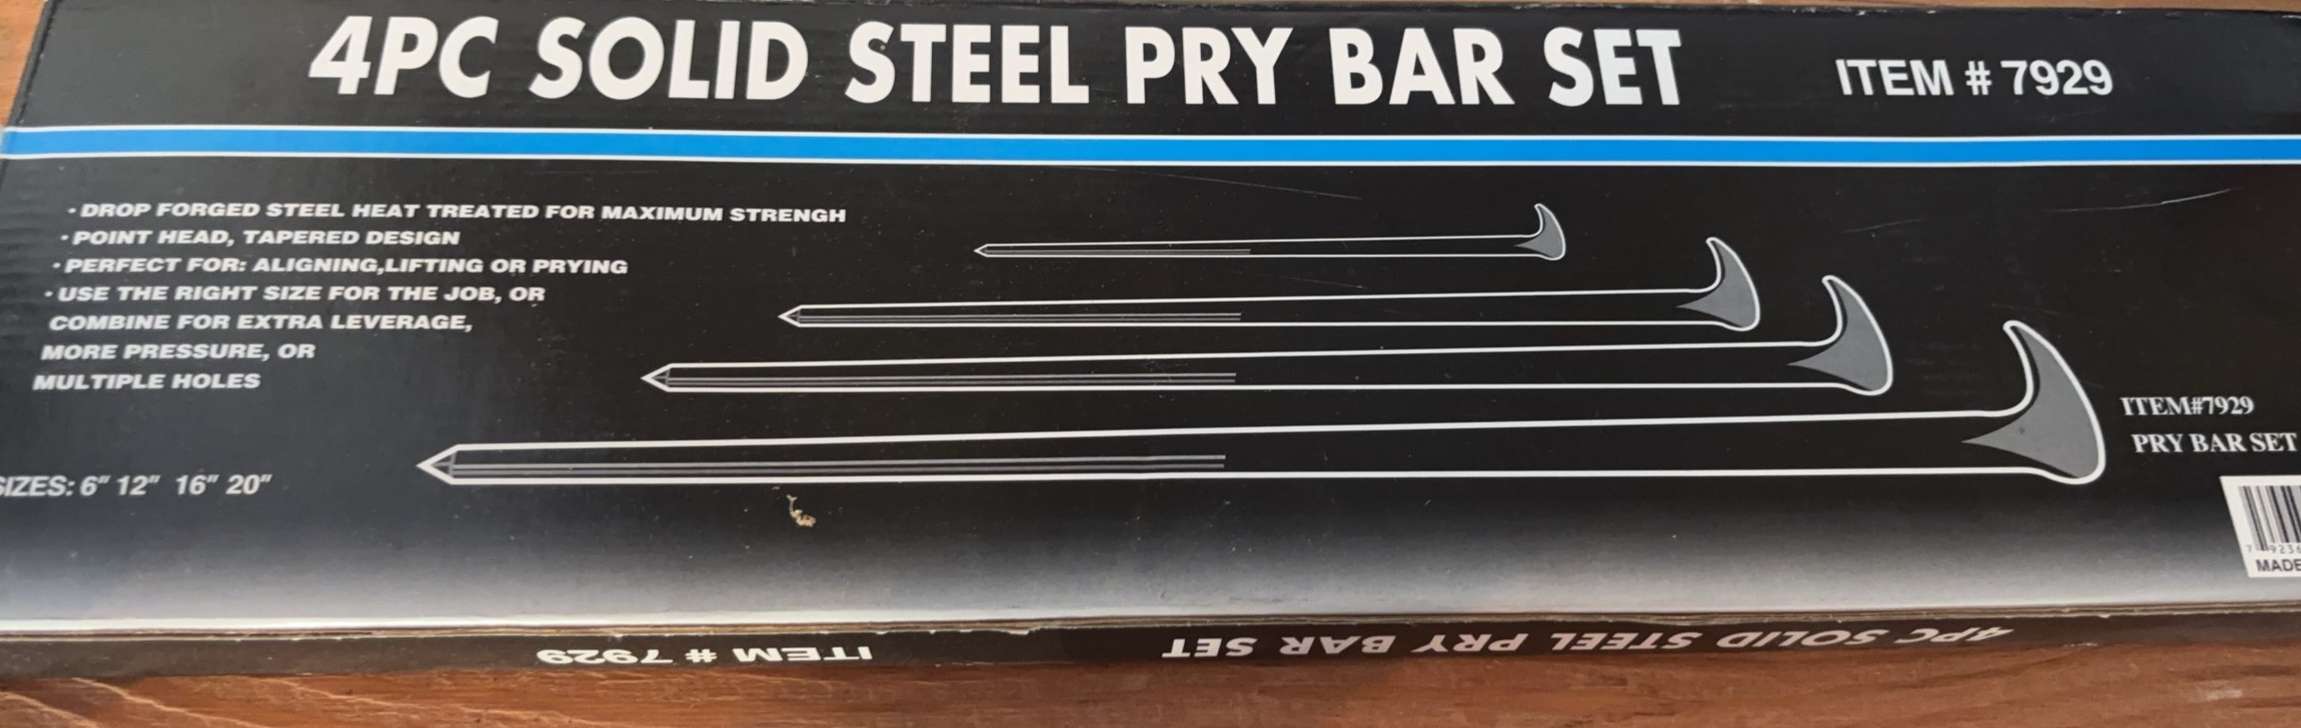 4PC SOLID STEEL PRY BAR SET
ITEM # 7929
· DROP FORGED STEEL HEAT TREATED FOR MAXIMUM STRENGH
· POINT HEAD, TAPERED DESIGN
· PERFECT FOR: ALIGNING,LIFTING OR PRYING
· USE THE RIGHT SIZE FOR THE JOB, OR
COMBINE FOR EXTRA LEVERAGE,
MORE PRESSURE, OR
MULTIPLE HOLES
SIZES: 6" 12" 16" 20"
ITEM#7929
PRY BAR SET
MADE
4PC SOLID STEEL PRY BAR SET
ITEM # 7929